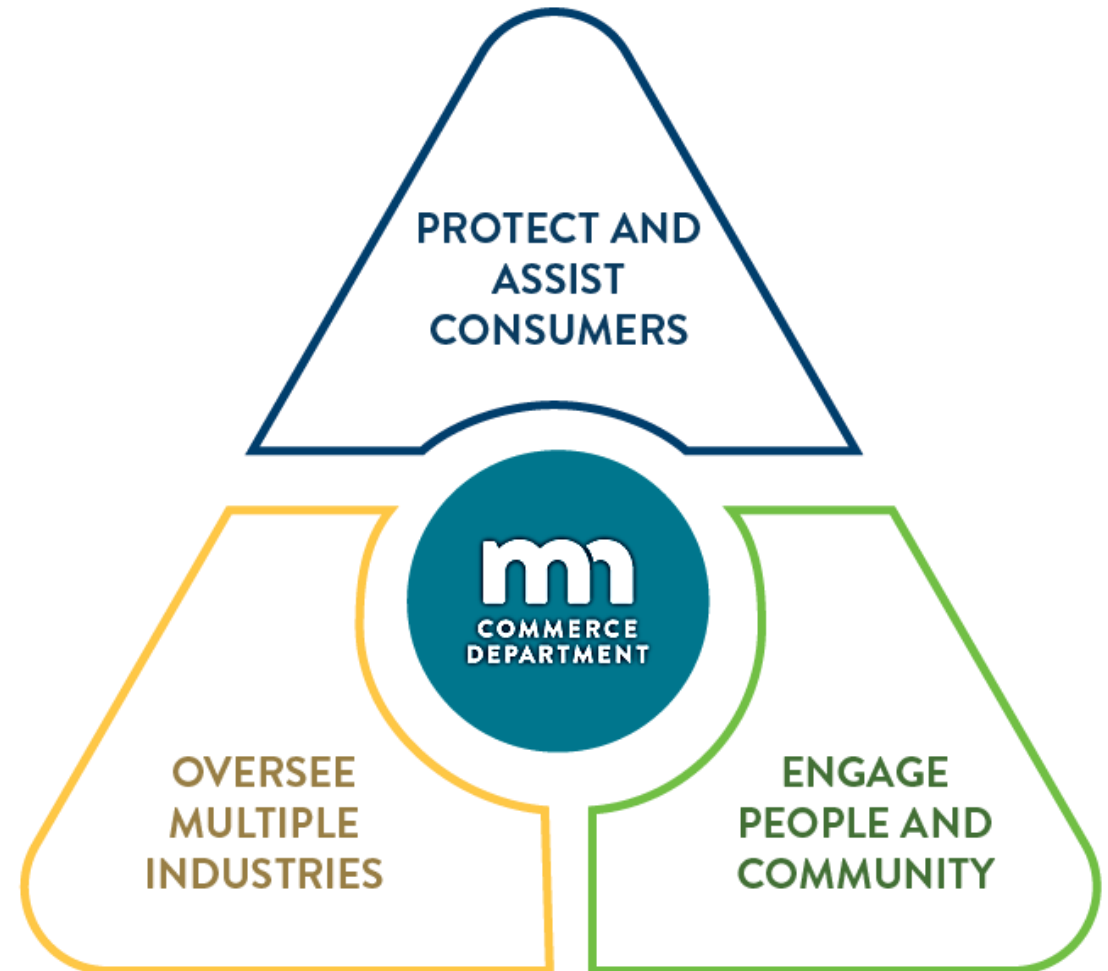 PROTECT AND
ASSIST
CONSUMERS
mn
COMMERCE
DEPARTMENT
OVERSEE
MULTIPLE
INDUSTRIES
ENGAGE
PEOPLE AND
COMMUNITY